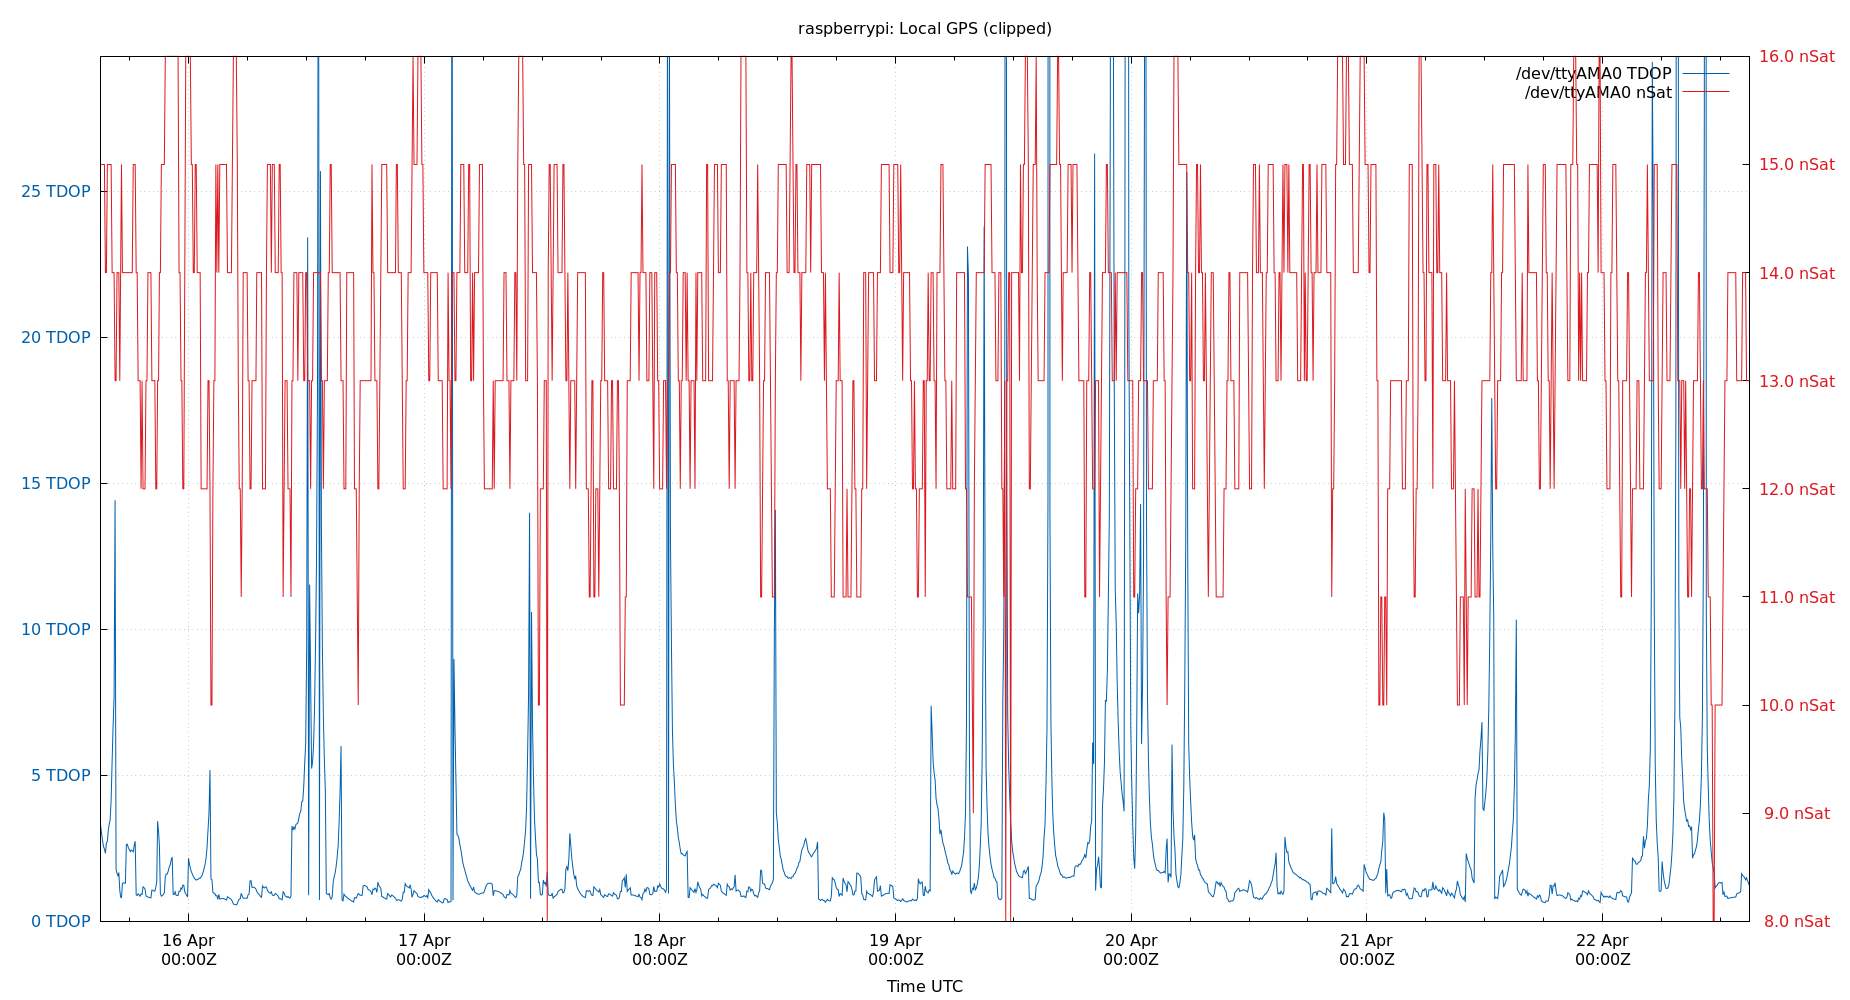 raspberrypi: Local GPS (clipped)
/dev/ttyAMA0 TDOP
/dev/ttyAMA0 nSat
25 TDOP
20 TDOP
15 TDOP
10 TDOP
5 TDOP
0 TDOP
16.0 nSat
15.0 nSat
14.0 nSat
13.0 nSat
12.0 nSat
11.0 nSat
10.0 nSat
9.0 nSat
8.0 nSat
16 Apr
00:00Z
17 Apr
00:00Z
18 Apr
00:00Z
19 Apr
00:00Z
20 Apr
00:00Z
21 Apr
00:00Z
22 Apr
00:00Z
Time UTC